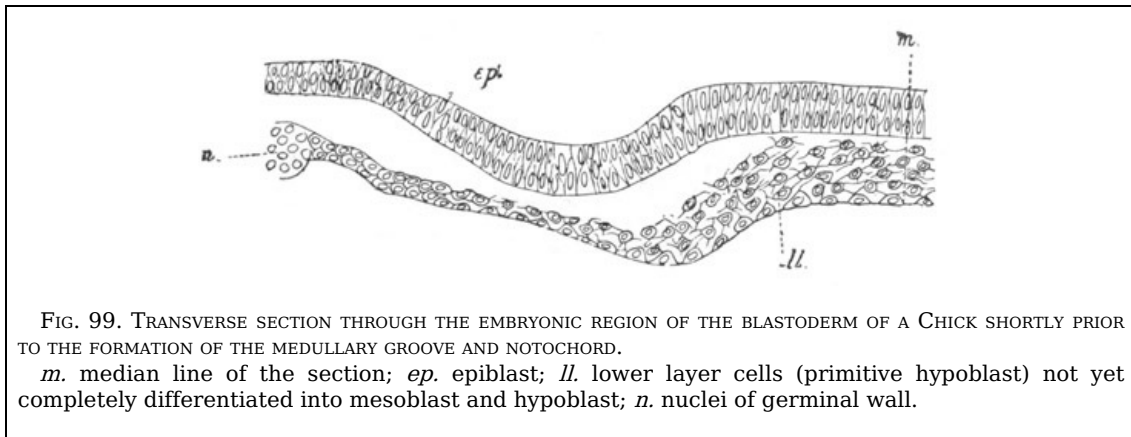 m.
epi.
n.
ll.
FIG. 99. TRANSVERSE SECTION THROUGH THE EMBRYONIC REGION OF THE BLASTODERM OF A CHICK SHORTLY PRIOR
TO THE FORMATION OF THE MEDULLARY GROOVE AND NOTOCHORD.
m. median line of the section; ep. epiblast; ll. lower layer cells (primitive hypoblast) not yet
completely differentiated into mesoblast and hypoblast; n. nuclei of germinal wall.